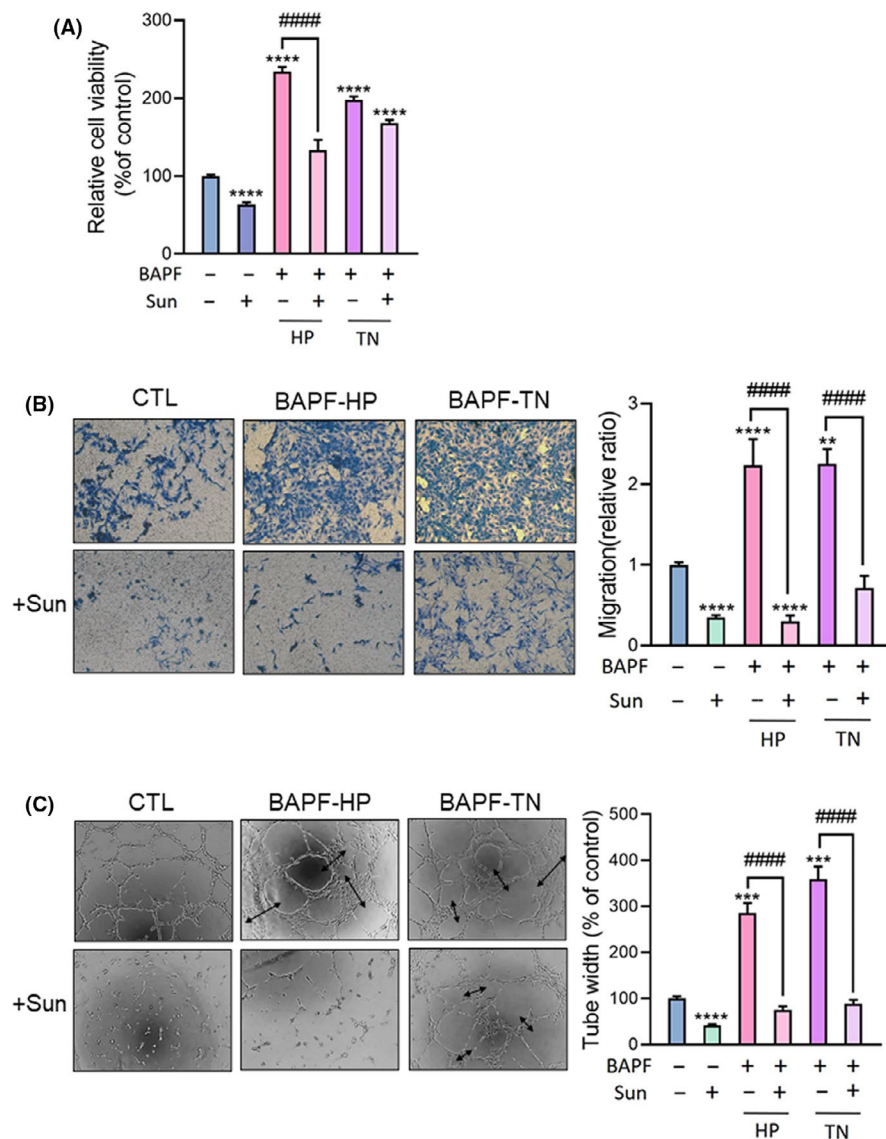 (A)
Relative cell viability
(%of control)
300
200
100
0
####
****
****
****
****
BAPF – – + + + +
Sun – + – + – +
HP TN
(B)
CTL BAPF-HP BAPF-TN
+Sun
Migration(relative ratio)
3
2
1
0
#### ####
**** **
**** ****
BAPF – – + + + +
Sun – + – + – +
HP TN
(C)
CTL BAPF-HP BAPF-TN
+Sun
Tube width (% of control)
500
400
300
200
100
0
####
####
***
***
****
BAPF – – + + + +
Sun – + – + – +
HP TN